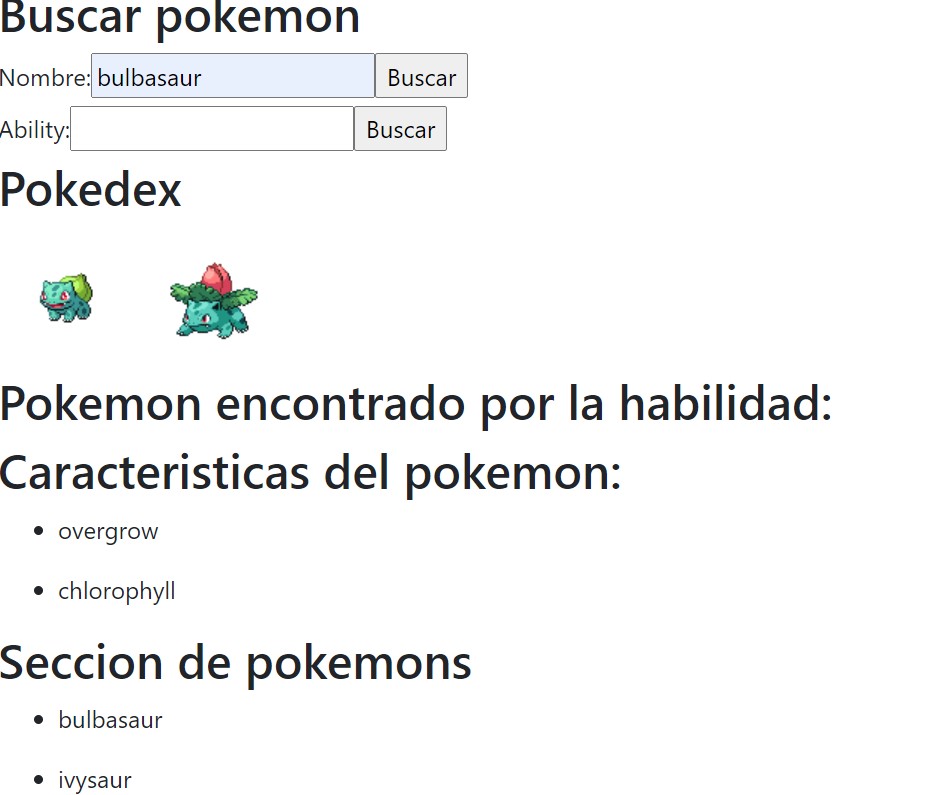 Buscar pokemon
Nombre: bulbasaur Buscar
Ability: Buscar
Pokedex
Pokemon encontrado por la habilidad:
Caracteristicas del pokemon:
overgrow
chlorophyll
Seccion de pokemons
bulbasaur
ivysaur